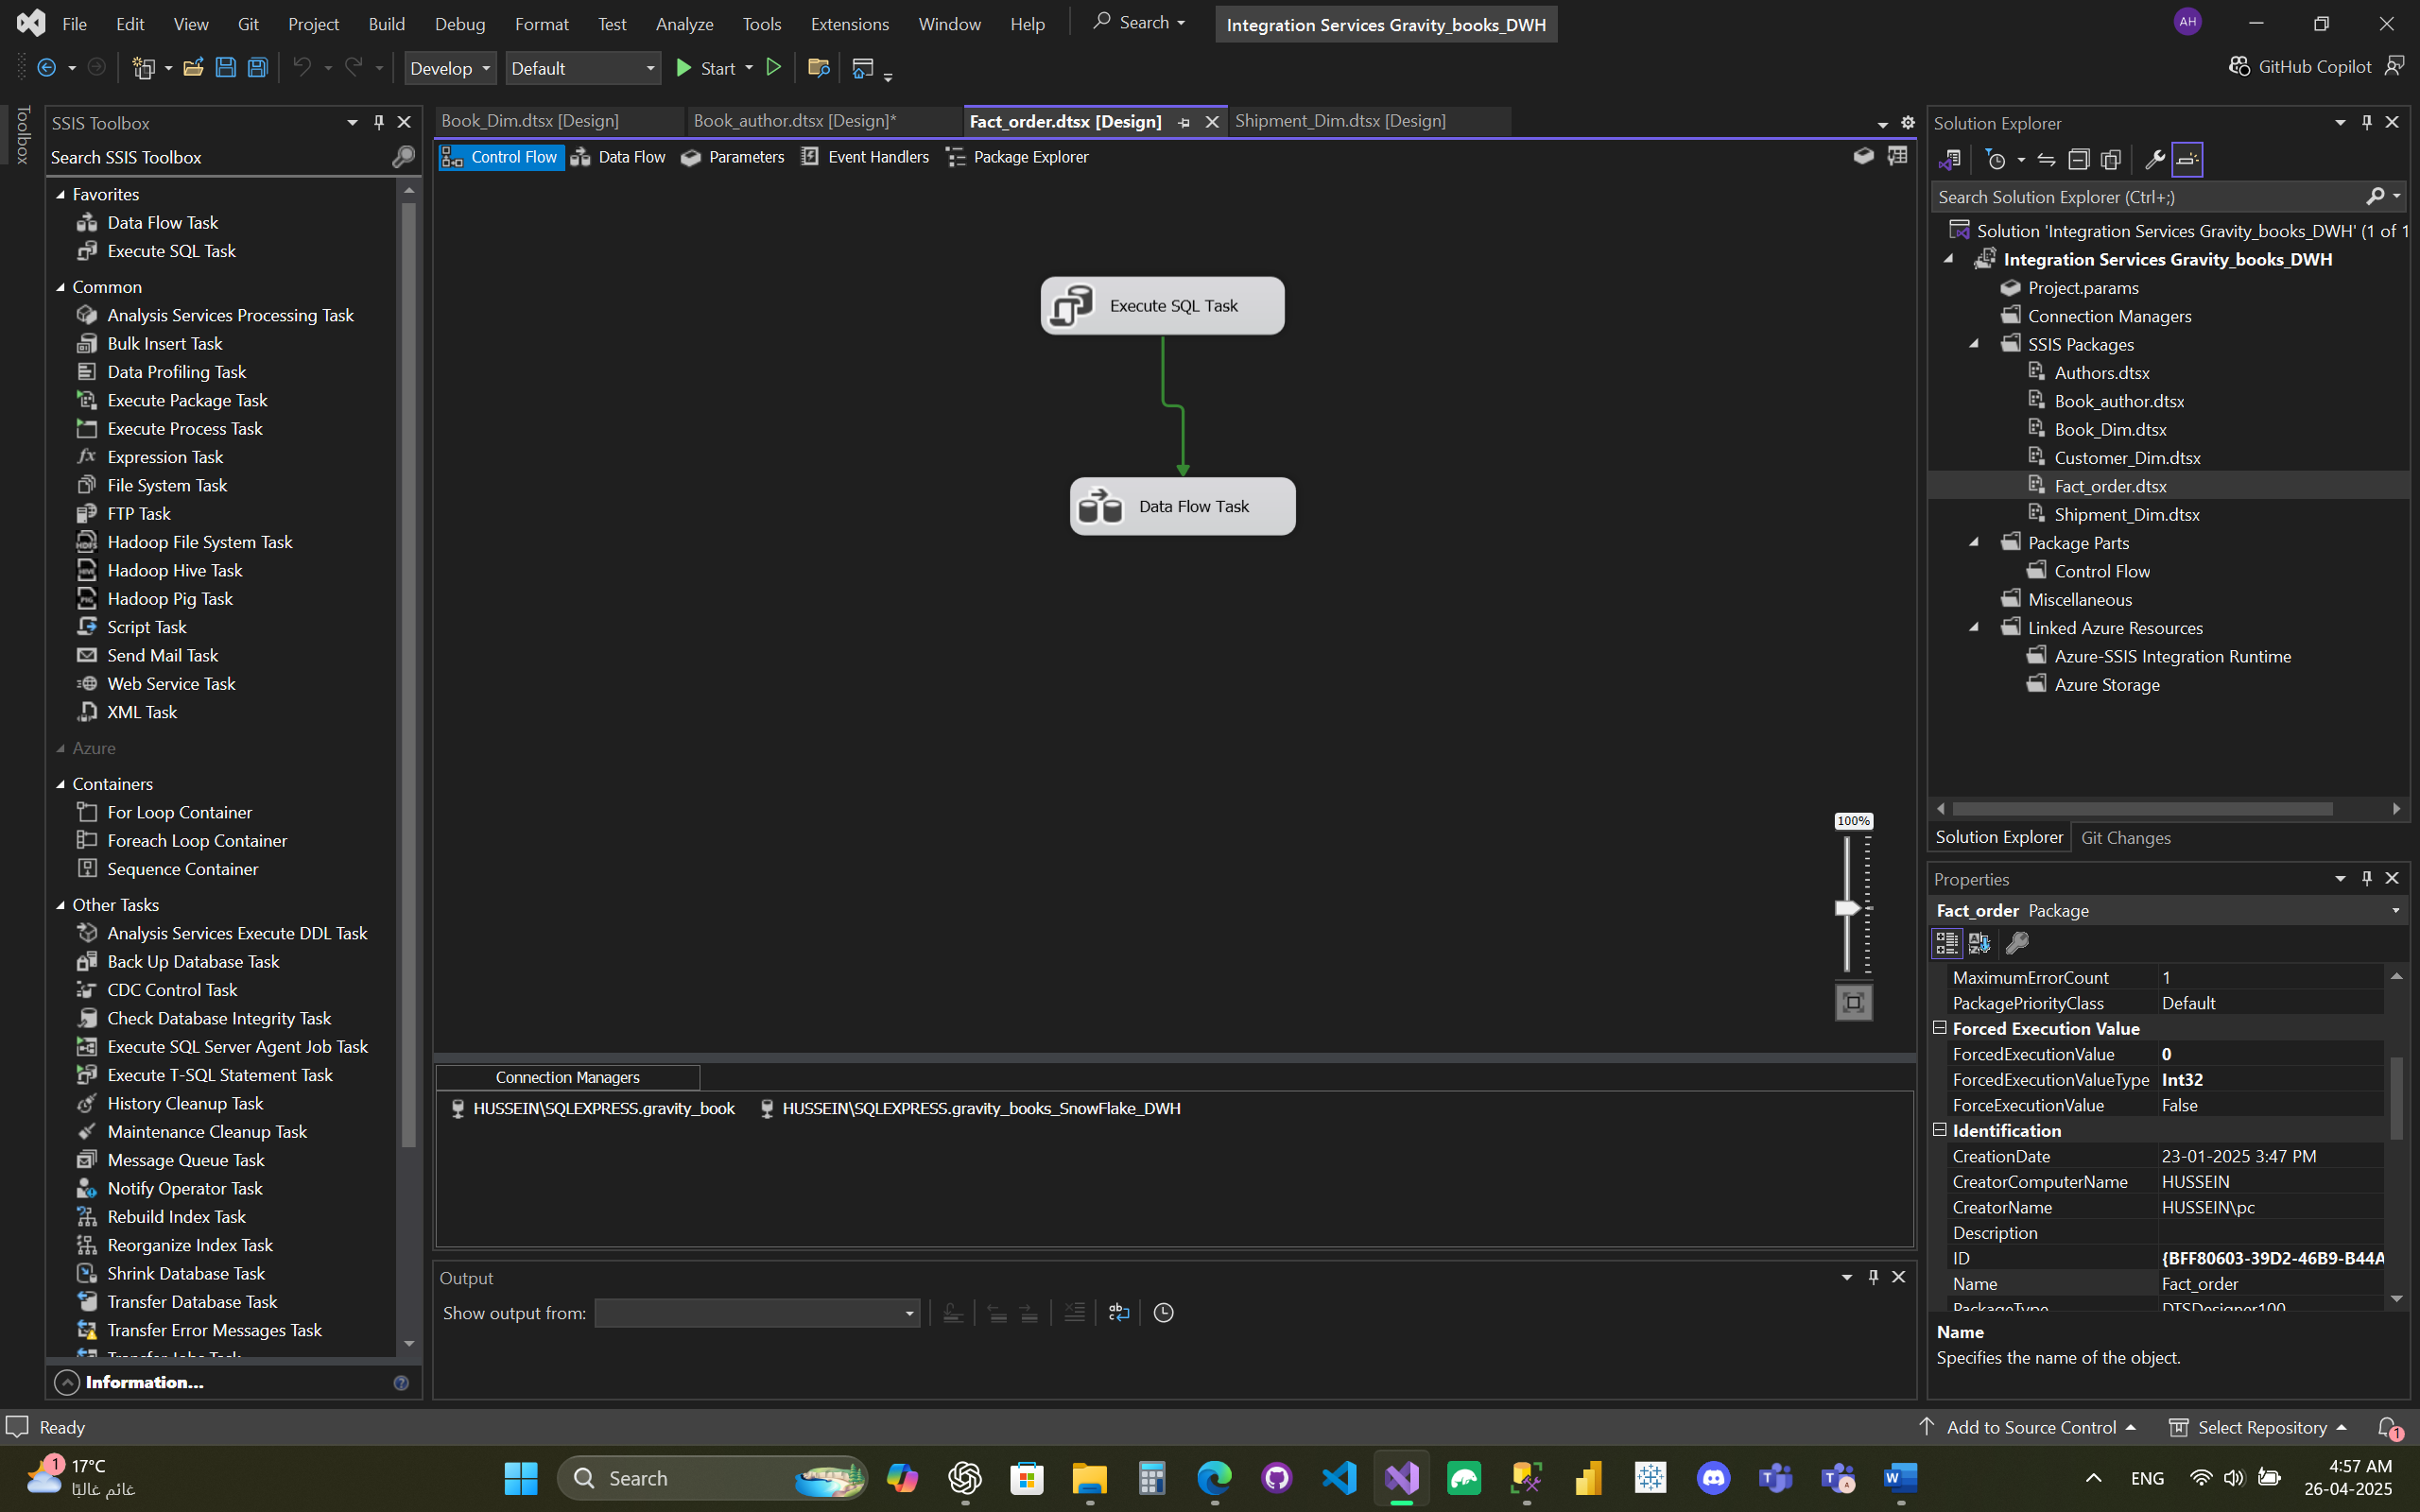 File Edit View Git Project Build Debug Format Test Analyze Tools Extensions Window Help Search Integration Services Gravity_books_DWH AH
Develop Default Start GitHub Copilot
Toolbox
SSIS Toolbox
Search SSIS Toolbox
Favorites
Data Flow Task
Execute SQL Task
Common
Analysis Services Processing Task
Bulk Insert Task
Data Profiling Task
Execute Package Task
Execute Process Task
Expression Task
File System Task
FTP Task
Hadoop File System Task
Hadoop Hive Task
Hadoop Pig Task
Script Task
Send Mail Task
Web Service Task
XML Task
Azure
Containers
For Loop Container
Foreach Loop Container
Sequence Container
Other Tasks
Analysis Services Execute DDL Task
Back Up Database Task
CDC Control Task
Check Database Integrity Task
Execute SQL Server Agent Job Task
Execute T-SQL Statement Task
History Cleanup Task
Maintenance Cleanup Task
Message Queue Task
Notify Operator Task
Rebuild Index Task
Reorganize Index Task
Shrink Database Task
Transfer Database Task
Transfer Error Messages Task
Transfer Jobs Task
Information...
Book_Dim.dtsx [Design] Book_author.dtsx [Design]* Fact_order.dtsx [Design] Shipment_Dim.dtsx [Design]
Control Flow Data Flow Parameters Event Handlers Package Explorer
Execute SQL Task
Data Flow Task
100%
Connection Managers
HUSSEIN\SQLEXPRESS.gravity_book HUSSEIN\SQLEXPRESS.gravity_books_SnowFlake_DWH
Output
Show output from:
Solution Explorer
Search Solution Explorer (Ctrl+;)
Solution 'Integration Services Gravity_books_DWH' (1 of 1
Integration Services Gravity_books_DWH
Project.params
Connection Managers
SSIS Packages
Authors.dtsx
Book_author.dtsx
Book_Dim.dtsx
Customer_Dim.dtsx
Fact_order.dtsx
Shipment_Dim.dtsx
Package Parts
Control Flow
Miscellaneous
Linked Azure Resources
Azure-SSIS Integration Runtime
Azure Storage
Solution Explorer Git Changes
Properties
Fact_order Package
MaximumErrorCount 1
PackagePriorityClass Default
Forced Execution Value
ForcedExecutionValue 0
ForcedExecutionValueType Int32
ForceExecutionValue False
Identification
CreationDate 23-01-2025 3:47 PM
CreatorComputerName HUSSEIN
CreatorName HUSSEIN\pc
Description
ID {BFF80603-39D2-46B9-B44A
Name Fact_order
PackageType DTSDesigner100
Name
Specifies the name of the object.
Ready Add to Source Control Select Repository 1
1 17°C
غائم غالبًا
Search
ENG
4:57 AM
26-04-2025